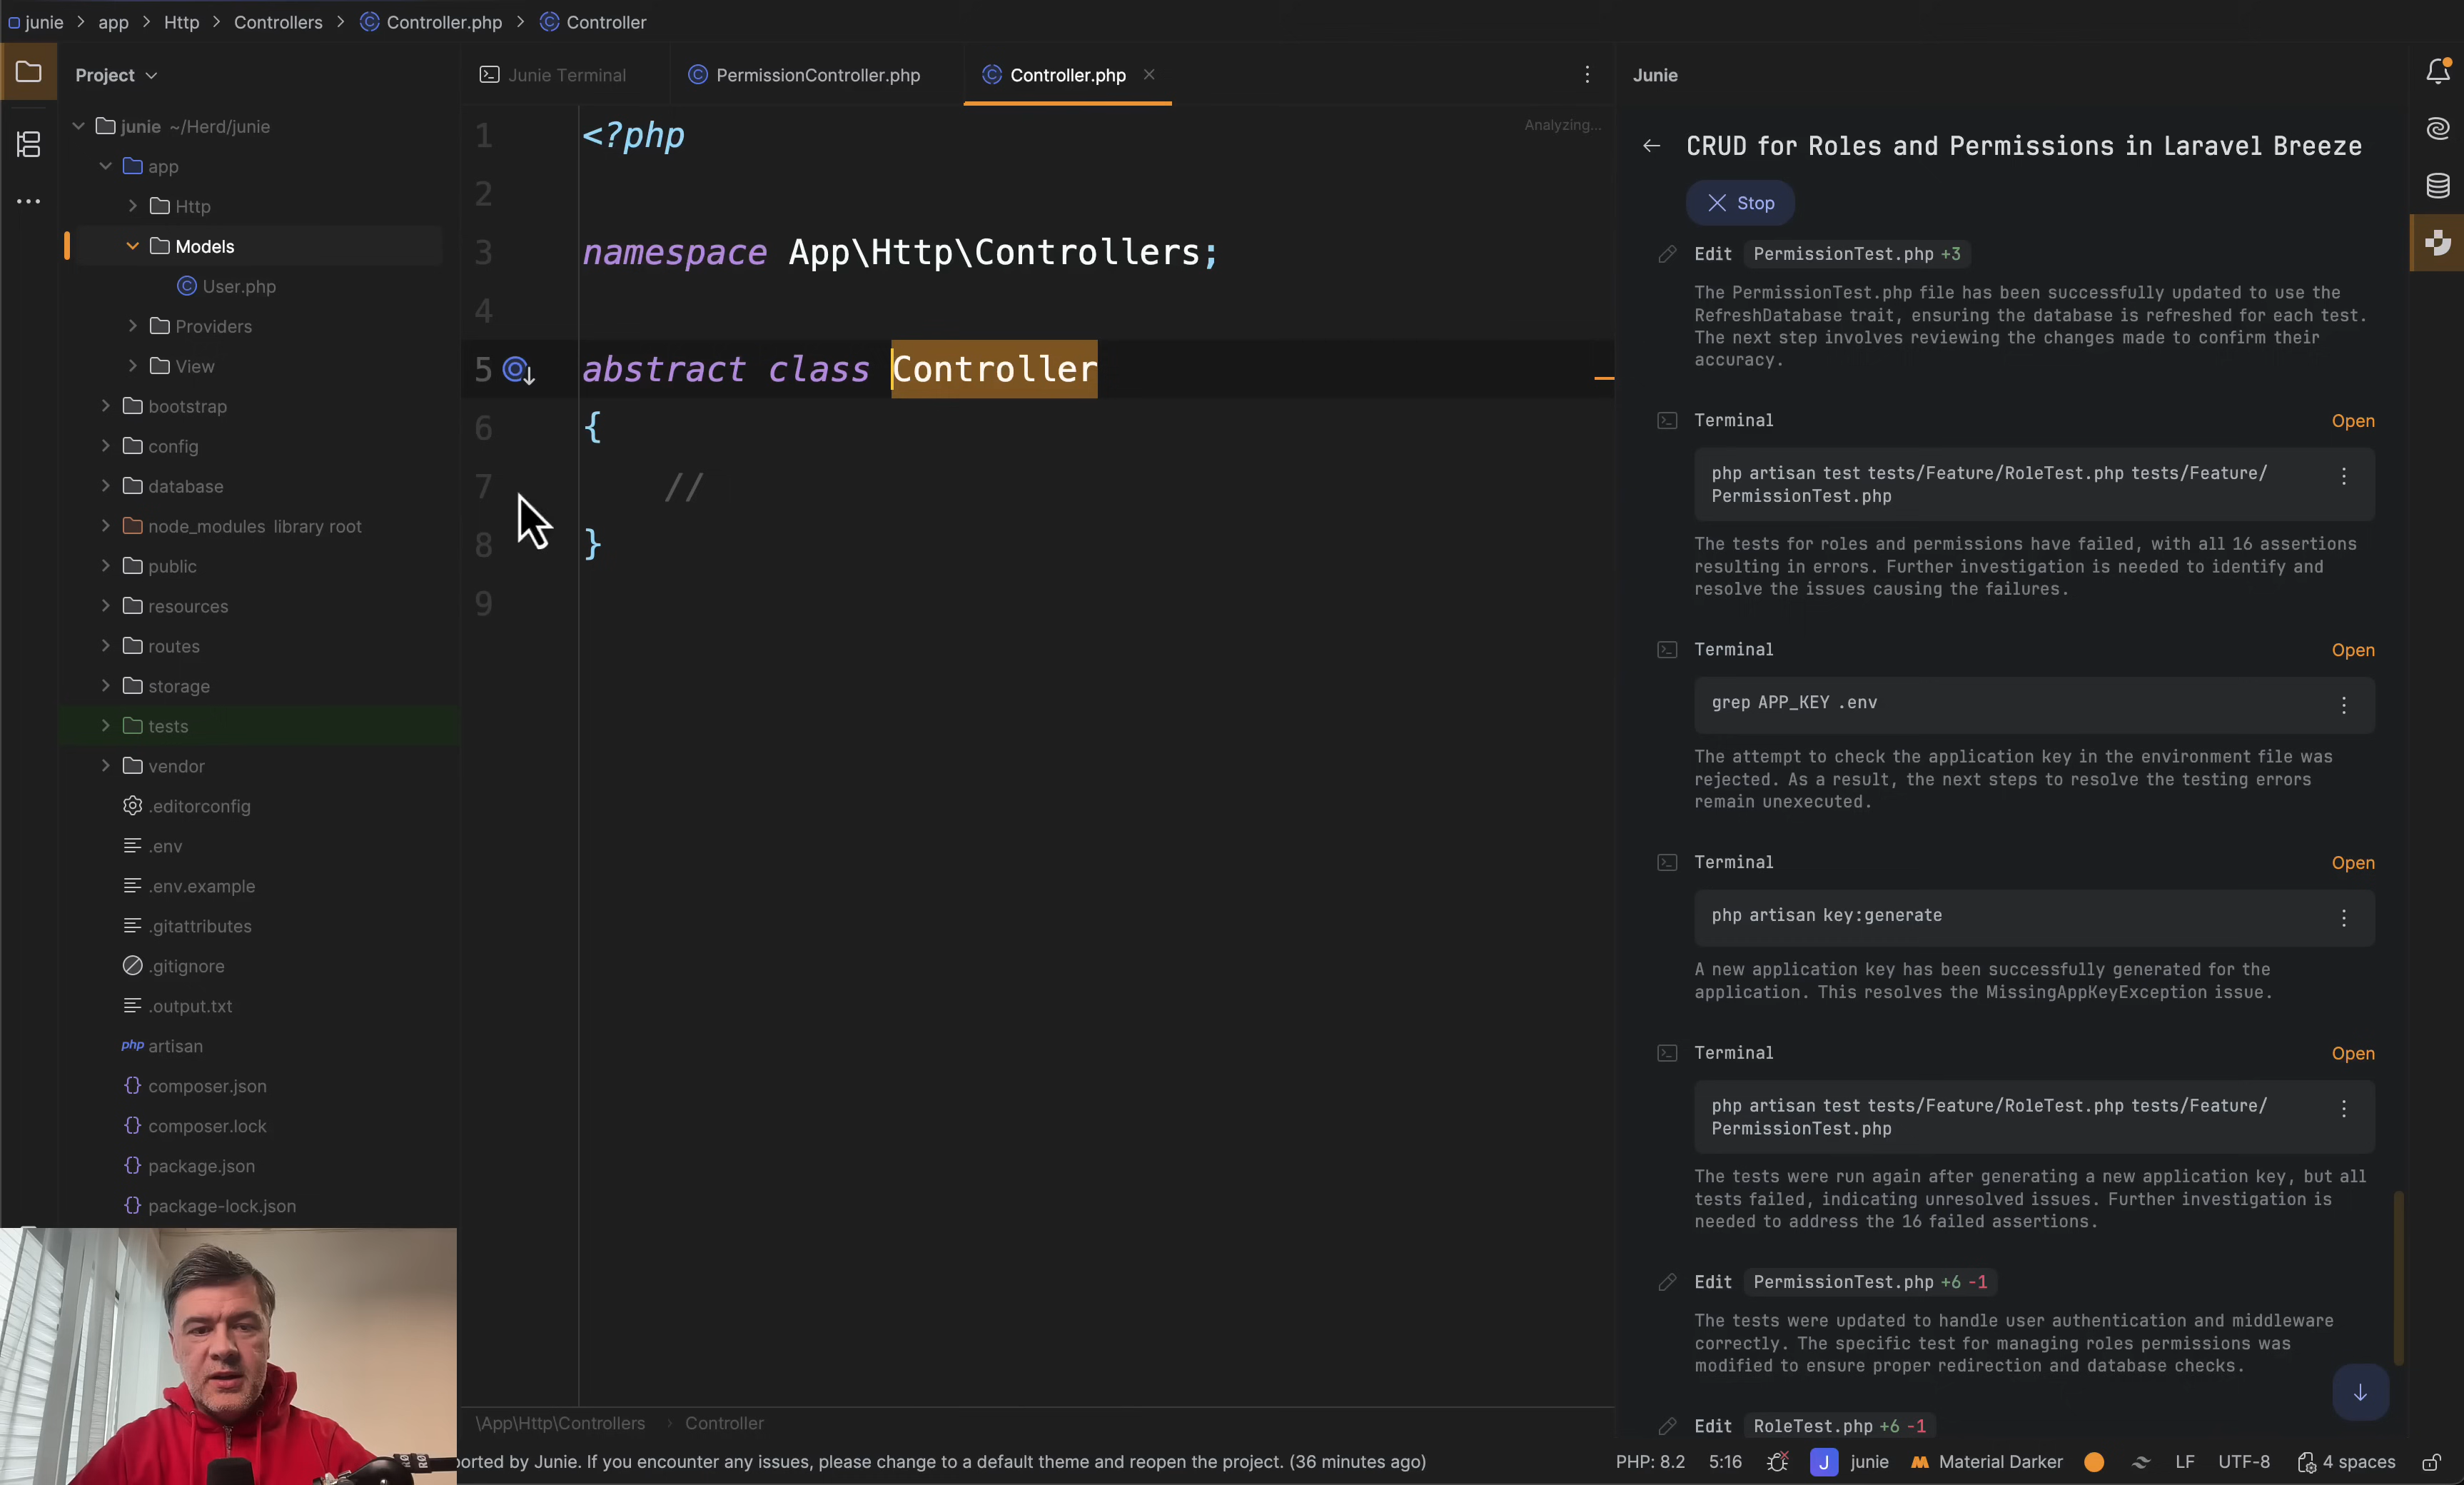 junie > app > Http > Controllers > Controller.php > Controller
Project
junie ~/Herd/junie
app
Http
Models
User.php
Providers
View
bootstrap
config
database
node_modules library root
public
resources
routes
storage
tests
vendor
.editorconfig
.env
.env.example
.gitattributes
.gitignore
.output.txt
php artisan
{} composer.json
{} composer.lock
{} package.json
{} package-lock.json
Junie Terminal
PermissionController.php
Controller.php
Analyzing...
1 <?php
2
3 namespace App\Http\Controllers;
4
5 abstract class Controller
6 {
7 //
8 }
9
\App\Http\Controllers > Controller
Junie
CRUD for Roles and Permissions in Laravel Breeze
Stop
Edit PermissionTest.php +3
The PermissionTest.php file has been successfully updated to use the
RefreshDatabase trait, ensuring the database is refreshed for each test.
The next step involves reviewing the changes made to confirm their
accuracy.
Terminal Open
php artisan test tests/Feature/RoleTest.php tests/Feature/
PermissionTest.php
The tests for roles and permissions have failed, with all 16 assertions
resulting in errors. Further investigation is needed to identify and
resolve the issues causing the failures.
Terminal Open
grep APP_KEY .env
The attempt to check the application key in the environment file was
rejected. As a result, the next steps to resolve the testing errors
remain unexecuted.
Terminal Open
php artisan key:generate
A new application key has been successfully generated for the
application. This resolves the MissingAppKeyException issue.
Terminal Open
php artisan test tests/Feature/RoleTest.php tests/Feature/
PermissionTest.php
The tests were run again after generating a new application key, but all
tests failed, indicating unresolved issues. Further investigation is
needed to address the 16 failed assertions.
Edit PermissionTest.php +6 -1
The tests were updated to handle user authentication and middleware
correctly. The specific test for managing roles permissions was
modified to ensure proper redirection and database checks.
Edit RoleTest.php +6 -1
orted by Junie. If you encounter any issues, please change to a default theme and reopen the project. (36 minutes ago)
PHP: 8.2 5:16 J junie Material Darker LF UTF-8 4 spaces